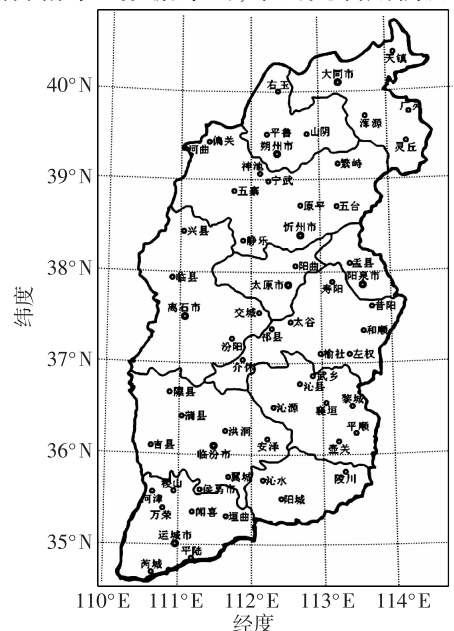 40°N
39°N
38°N
37°N
36°N
35°N
纬度
110°E 111°E 112°E 113°E 114°E
经度
天镇
大同市
右玉
广灵
浑源
平鲁 山阴
灵丘
偏关
河曲
朔州市
神池
繁峙
宁武
五寨
原平 五台
忻州市
兴县
静乐
阳曲
盂县
临县
太原市
寿阳
阳泉市
离石市
交城
太谷
昔阳
祁县
和顺
汾阳
介休
榆社 左权
武乡
沁县
隰县
黎城
蒲县
沁源
襄垣
洪洞
平顺
吉县
临汾市
安泽
壶关
翼城
沁水
陵川
稷山
侯马市
河津
阳城
万荣
闻喜
垣曲
运城市
平陆
芮城